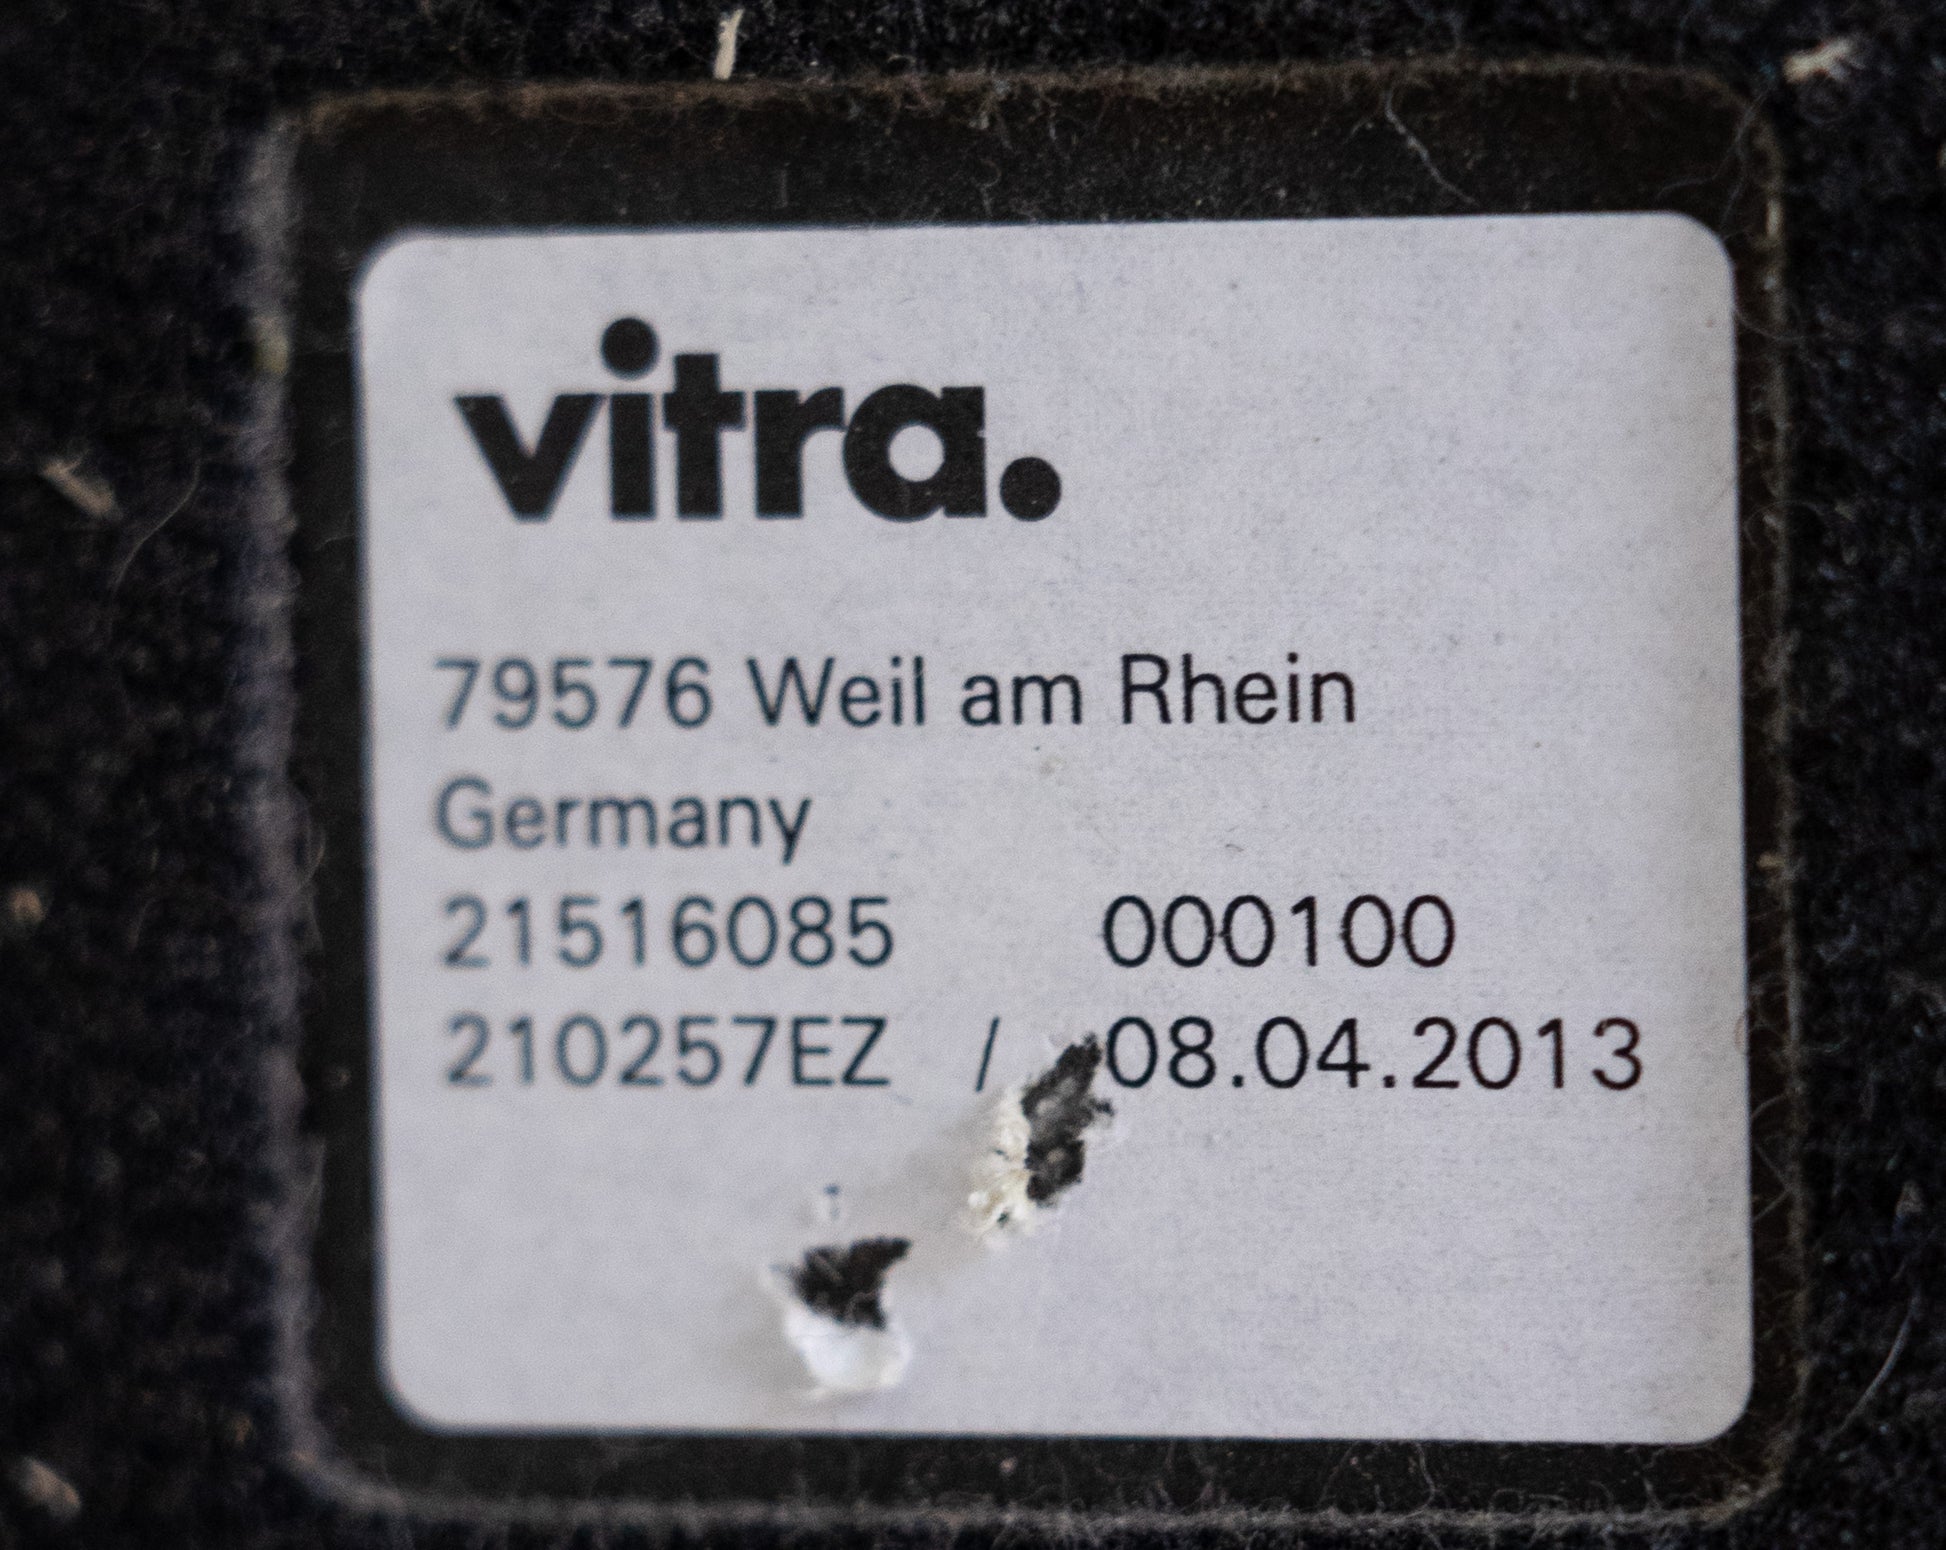 vitra.
79576 Weil am Rhein
Germany
21516085 000100
210257EZ / 08.04.2013